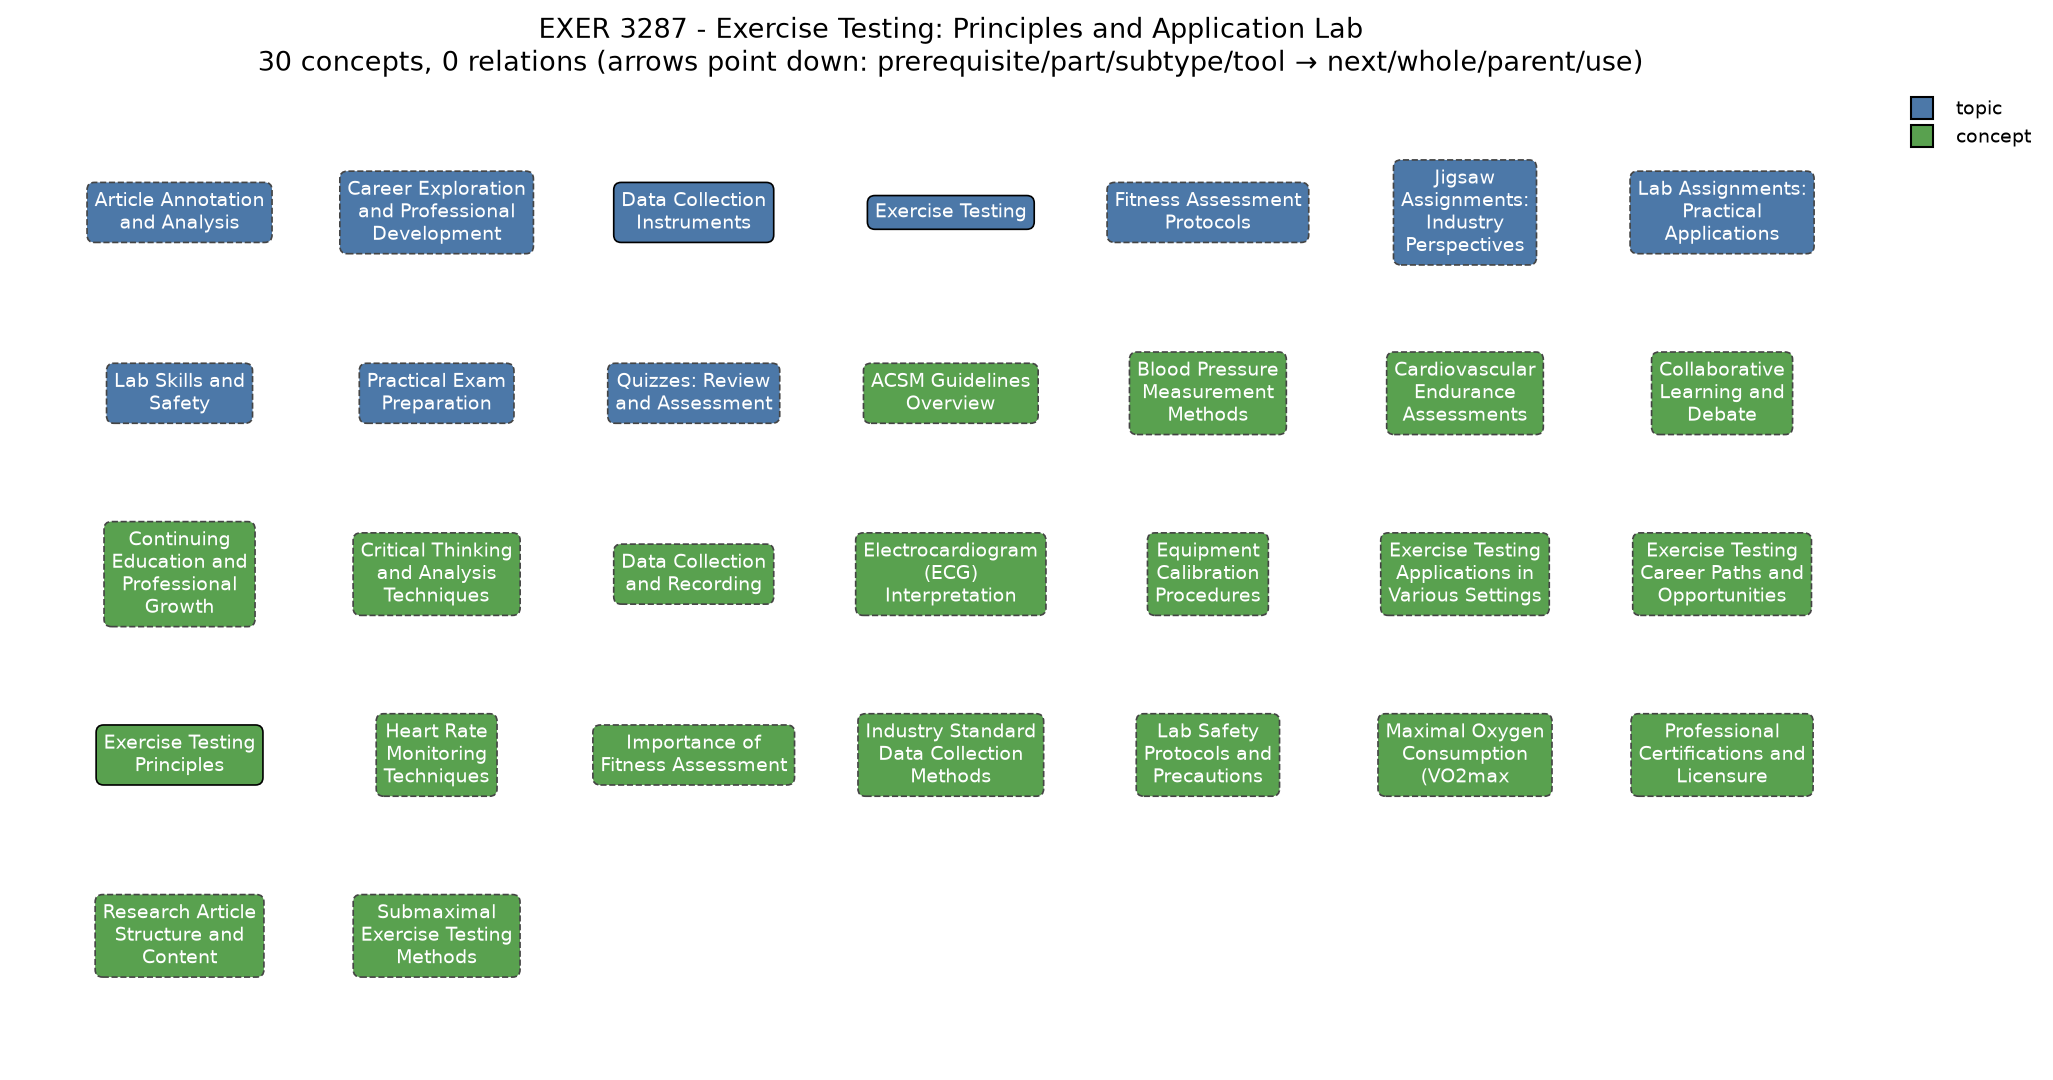 EXER 3287 - Exercise Testing: Principles and Application Lab
30 concepts, 0 relations (arrows point down: prerequisite/part/subtype/tool → next/whole/parent/use)
topic
concept
Article Annotation
and Analysis
Career Exploration
and Professional
Development
Data Collection
Instruments
Exercise Testing
Fitness Assessment
Protocols
Jigsaw
Assignments:
Industry
Perspectives
Lab Assignments:
Practical
Applications
Lab Skills and
Safety
Practical Exam
Preparation
Quizzes: Review
and Assessment
ACSM Guidelines
Overview
Blood Pressure
Measurement
Methods
Cardiovascular
Endurance
Assessments
Collaborative
Learning and
Debate
Continuing
Education and
Professional
Growth
Critical Thinking
and Analysis
Techniques
Data Collection
and Recording
Electrocardiogram
(ECG)
Interpretation
Equipment
Calibration
Procedures
Exercise Testing
Applications in
Various Settings
Exercise Testing
Career Paths and
Opportunities
Exercise Testing
Principles
Heart Rate
Monitoring
Techniques
Importance of
Fitness Assessment
Industry Standard
Data Collection
Methods
Lab Safety
Protocols and
Precautions
Maximal Oxygen
Consumption
(VO2max
Professional
Certifications and
Licensure
Research Article
Structure and
Content
Submaximal
Exercise Testing
Methods